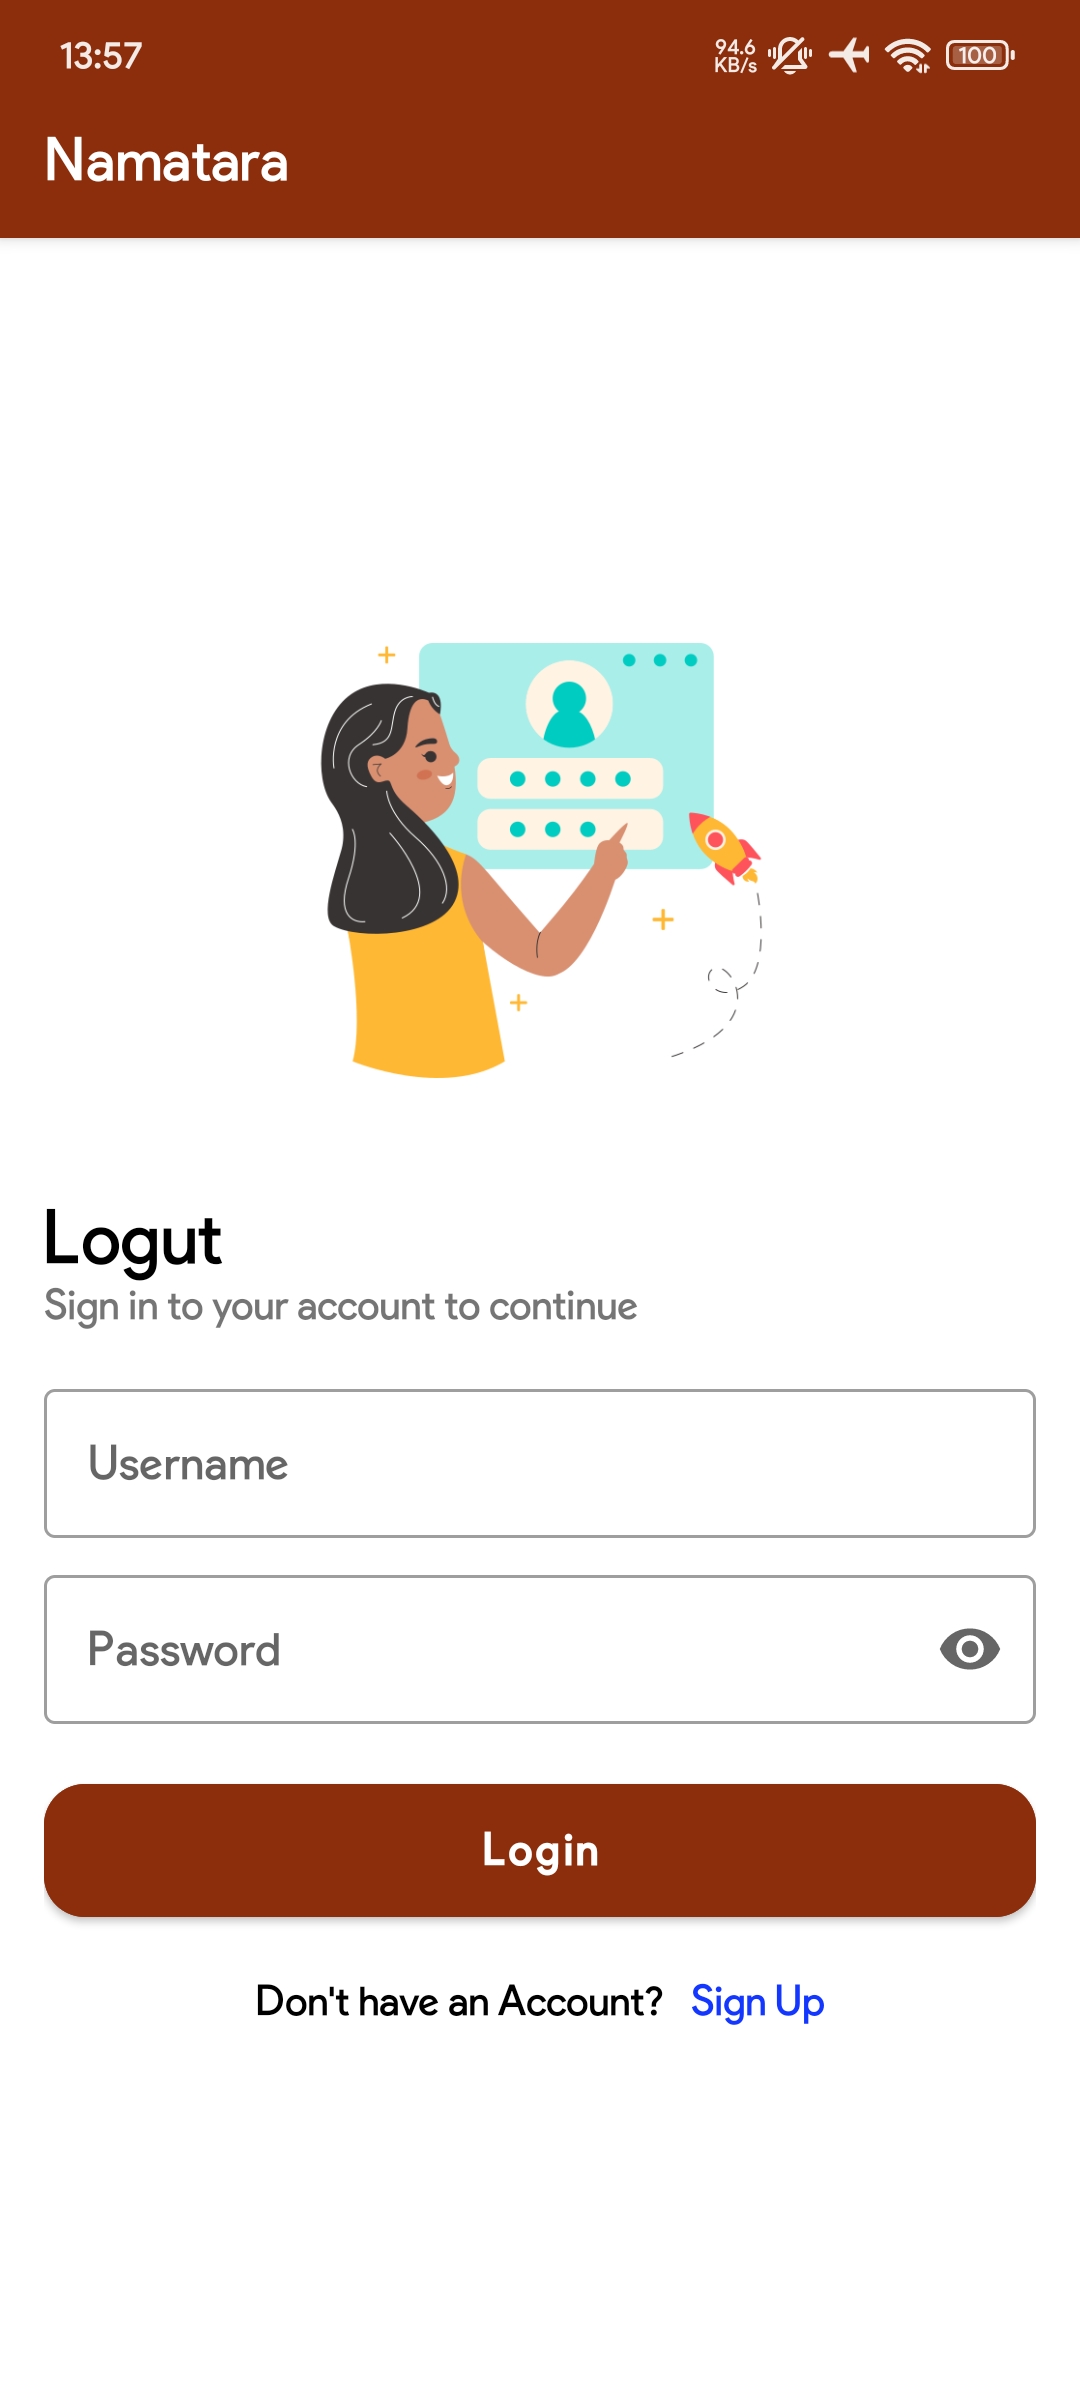 13:57
94.6
KB/s
100
Namatara
Logut
Sign in to your account to continue
Username
Password
Login
Don't have an Account? Sign Up